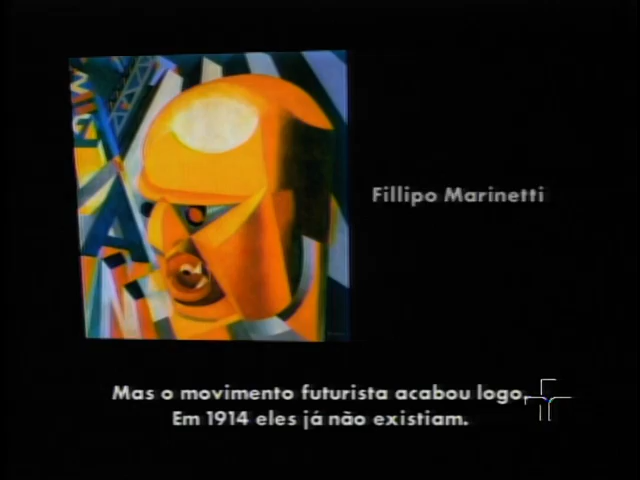 Fillipo Marinetti
Mas o movimento futurista acabou logo.
Em 1914 eles já não existiam.